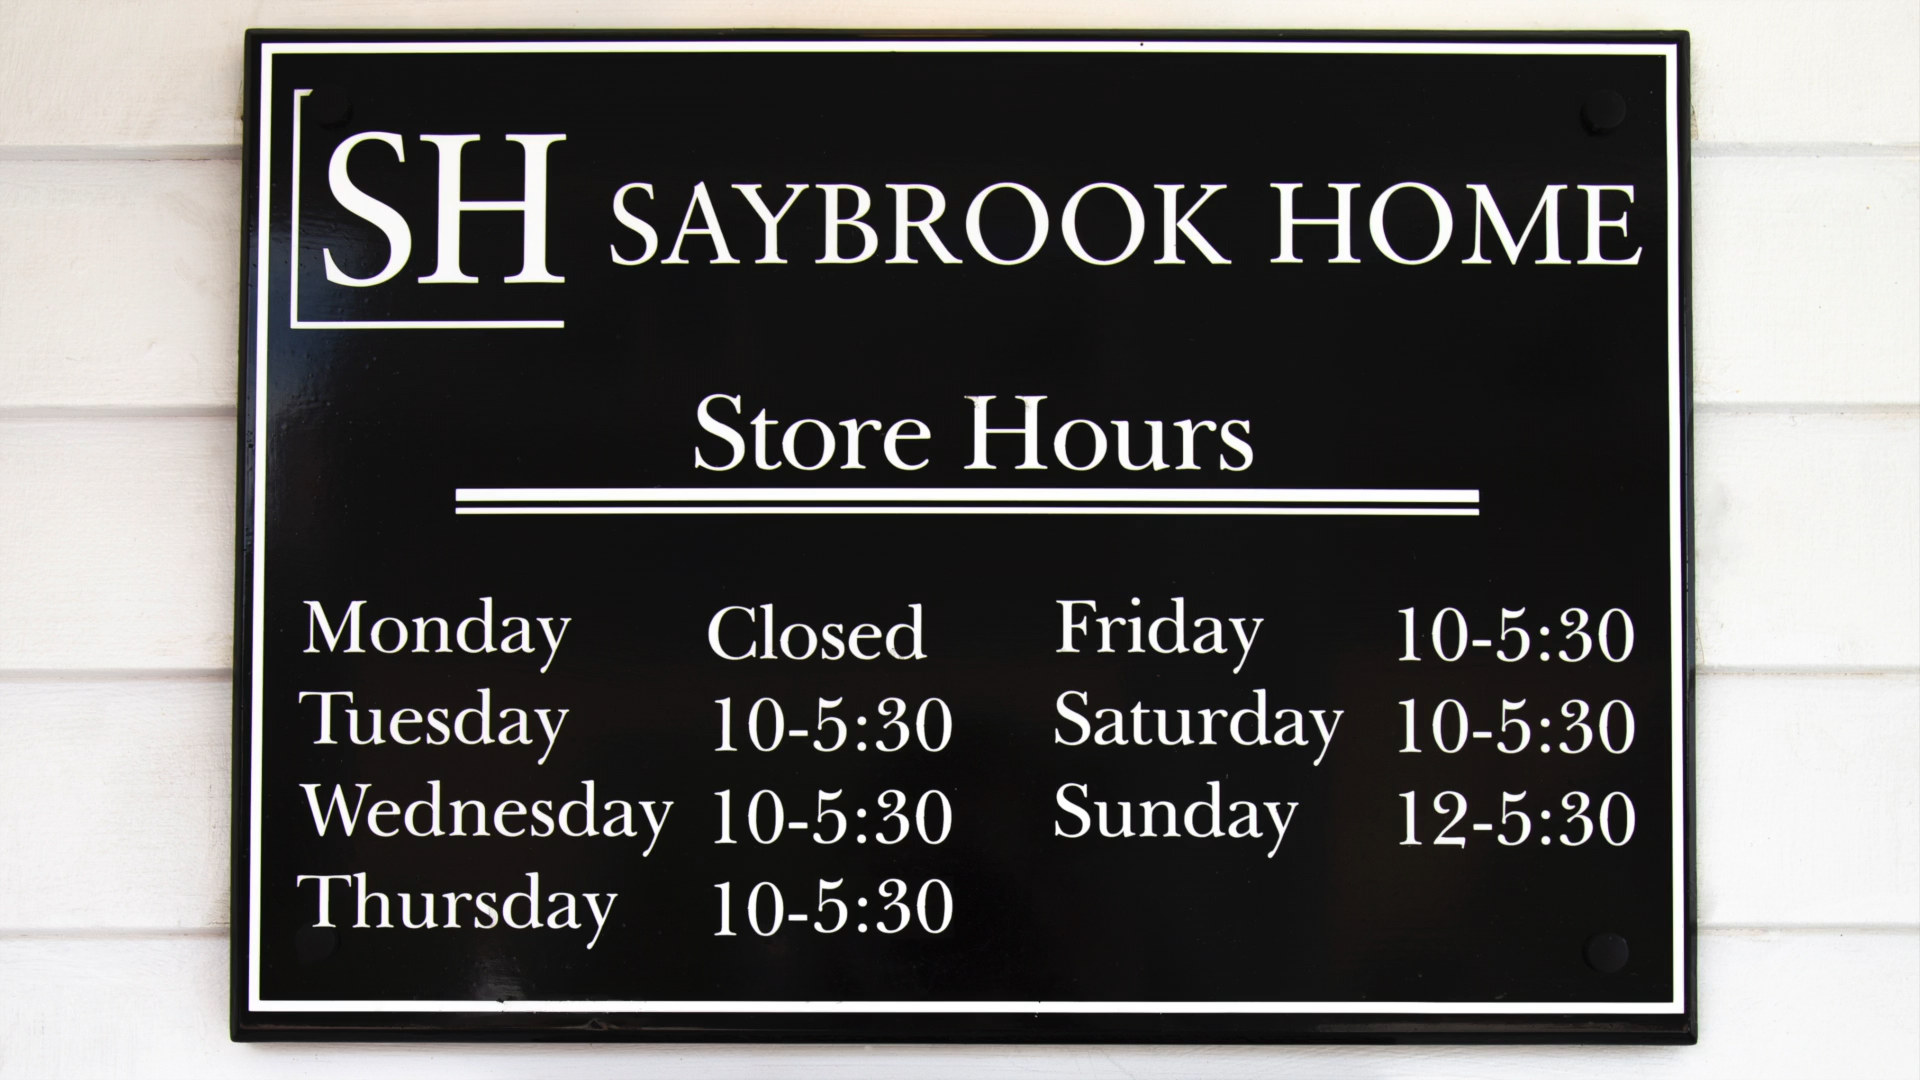 SH SAYBROOK HOME
Store Hours
Monday Closed
Tuesday 10-5:30
Wednesday 10-5:30
Thursday 10-5:30
Friday 10-5:30
Saturday 10-5:30
Sunday 12-5:30